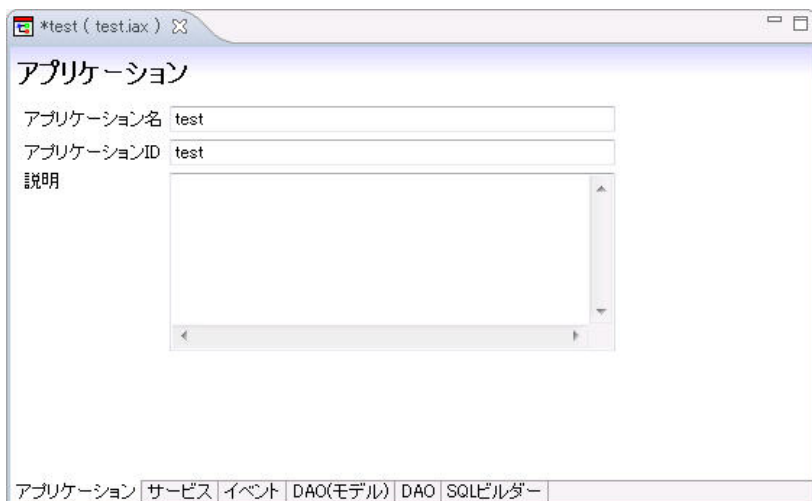 *test ( test.iax )
アプリケーション
アプリケーション名 test
アプリケーションID test
説明
アプリケーション サービス イベント DAO(モデル) DAO SQLビルダー